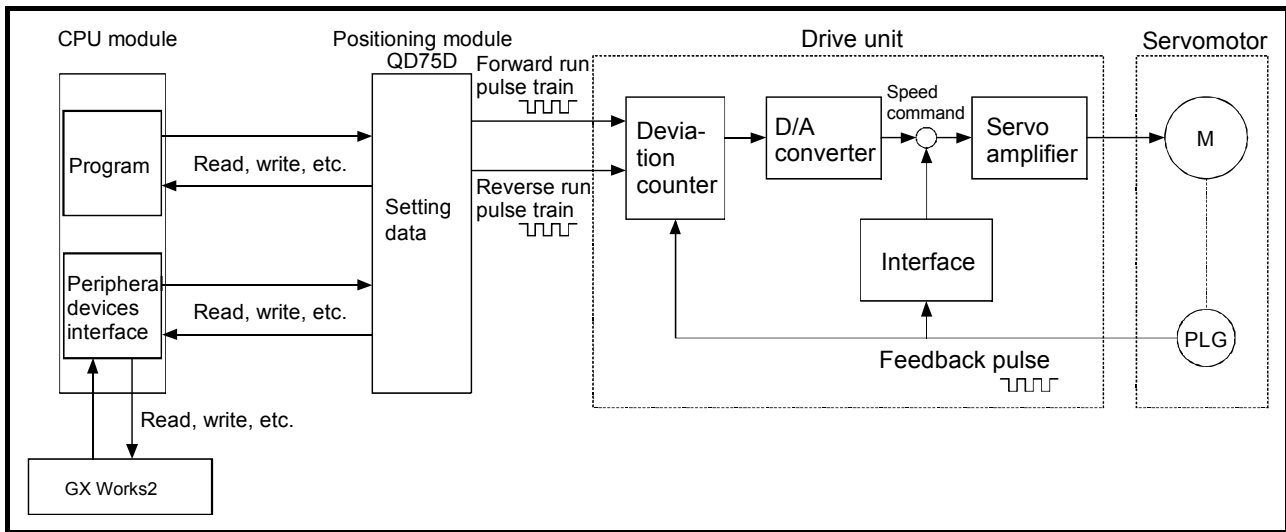 CPU module
Program
Read, write, etc.
Peripheral
devices
interface
Read, write, etc.
Read, write, etc.
GX Works2
Positioning module
QD75D
Setting
data
Forward run
pulse train
Reverse run
pulse train
Drive unit
Devia-
tion
counter
D/A
converter
Speed
command
Servo
amplifier
Interface
Feedback pulse
Servomotor
M
PLG